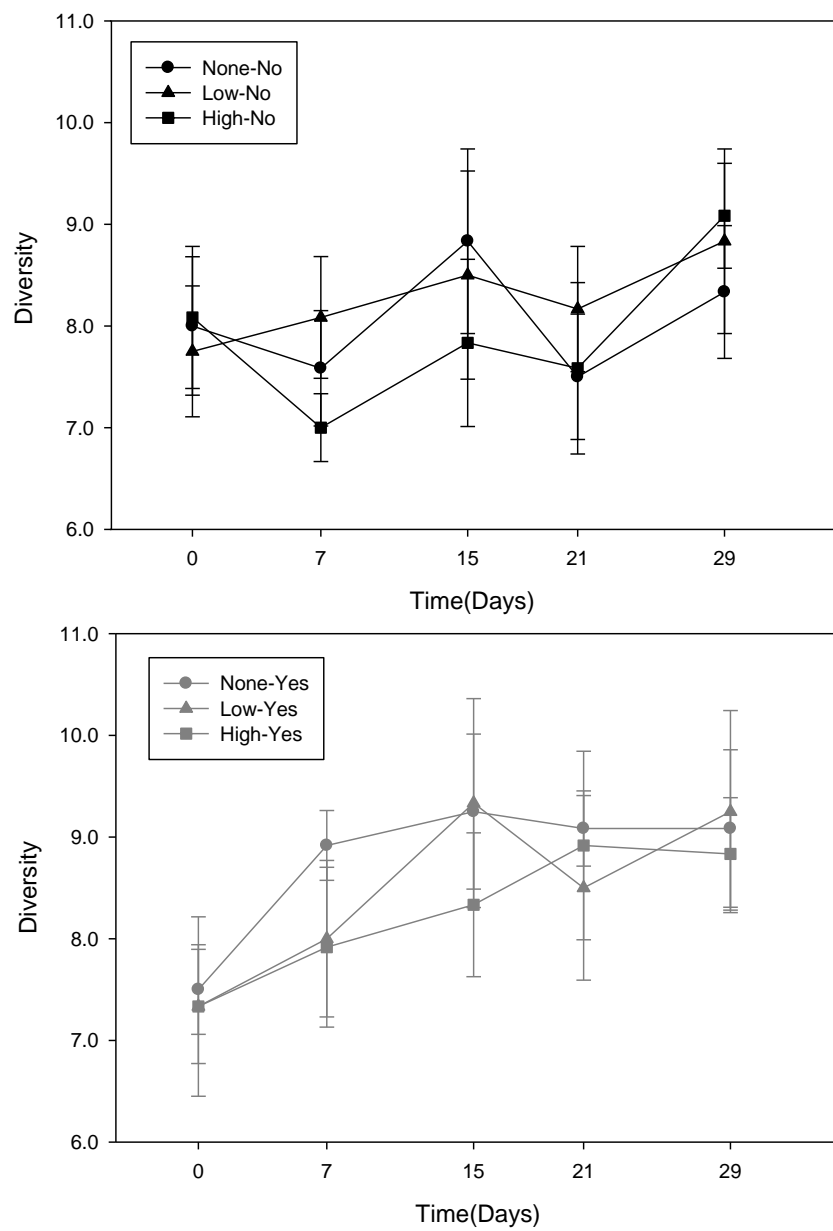 11.0
None-No
Low-No
High-No
10.0
9.0
Diversity
8.0
7.0
6.0
0 7 15 21 29
Time(Days)
11.0
None-Yes
Low-Yes
High-Yes
10.0
9.0
Diversity
8.0
7.0
6.0
0 7 15 21 29
Time(Days)